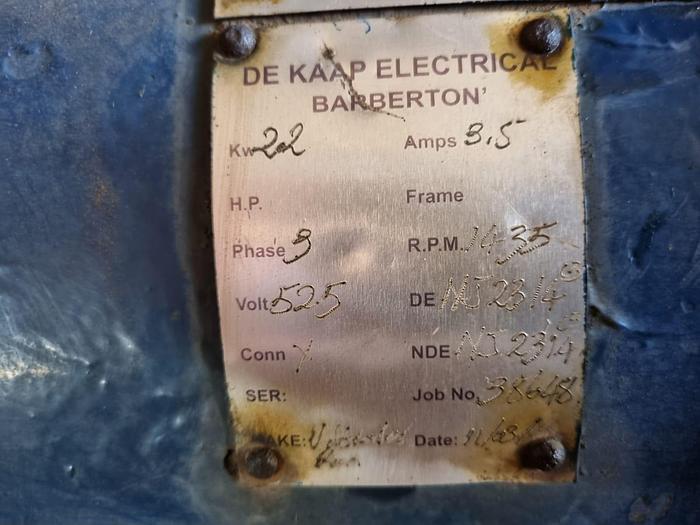 DE KAAP ELECTRICAL
BARBERTON'
Kw 22 Amps 3.5
H.P. Frame
Phase 3 R.P.M. 1435
Volt 525 DE NJ 2314
Conn Y NDE NJ 2314
SER: Job No. 38648
MAKE: Date: